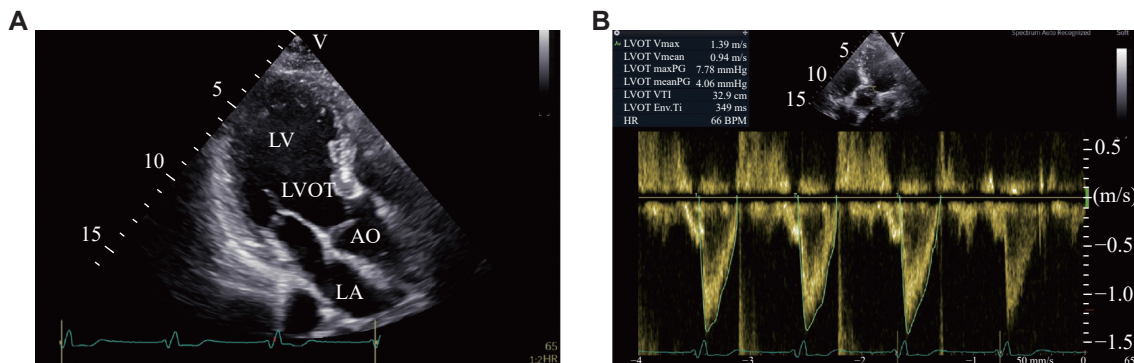 A
V
5
10
15
LV
LVOT
AO
LA
65
1:2HR
B
Spectrum Auto Recognized
Soft
LVOT Vmax 1.39 m/s
LVOT Vmean 0.94 m/s
LVOT maxPG 7.78 mmHg
LVOT meanPG 4.06 mmHg
LVOT VTI 32.9 cm
LVOT Env.Ti 349 ms
HR 66 BPM
V
5
10
15
0.5
(m/s)
−0.5
−1.0
−1.5
−4 −3 −2 −1 50 mm/s 0
65